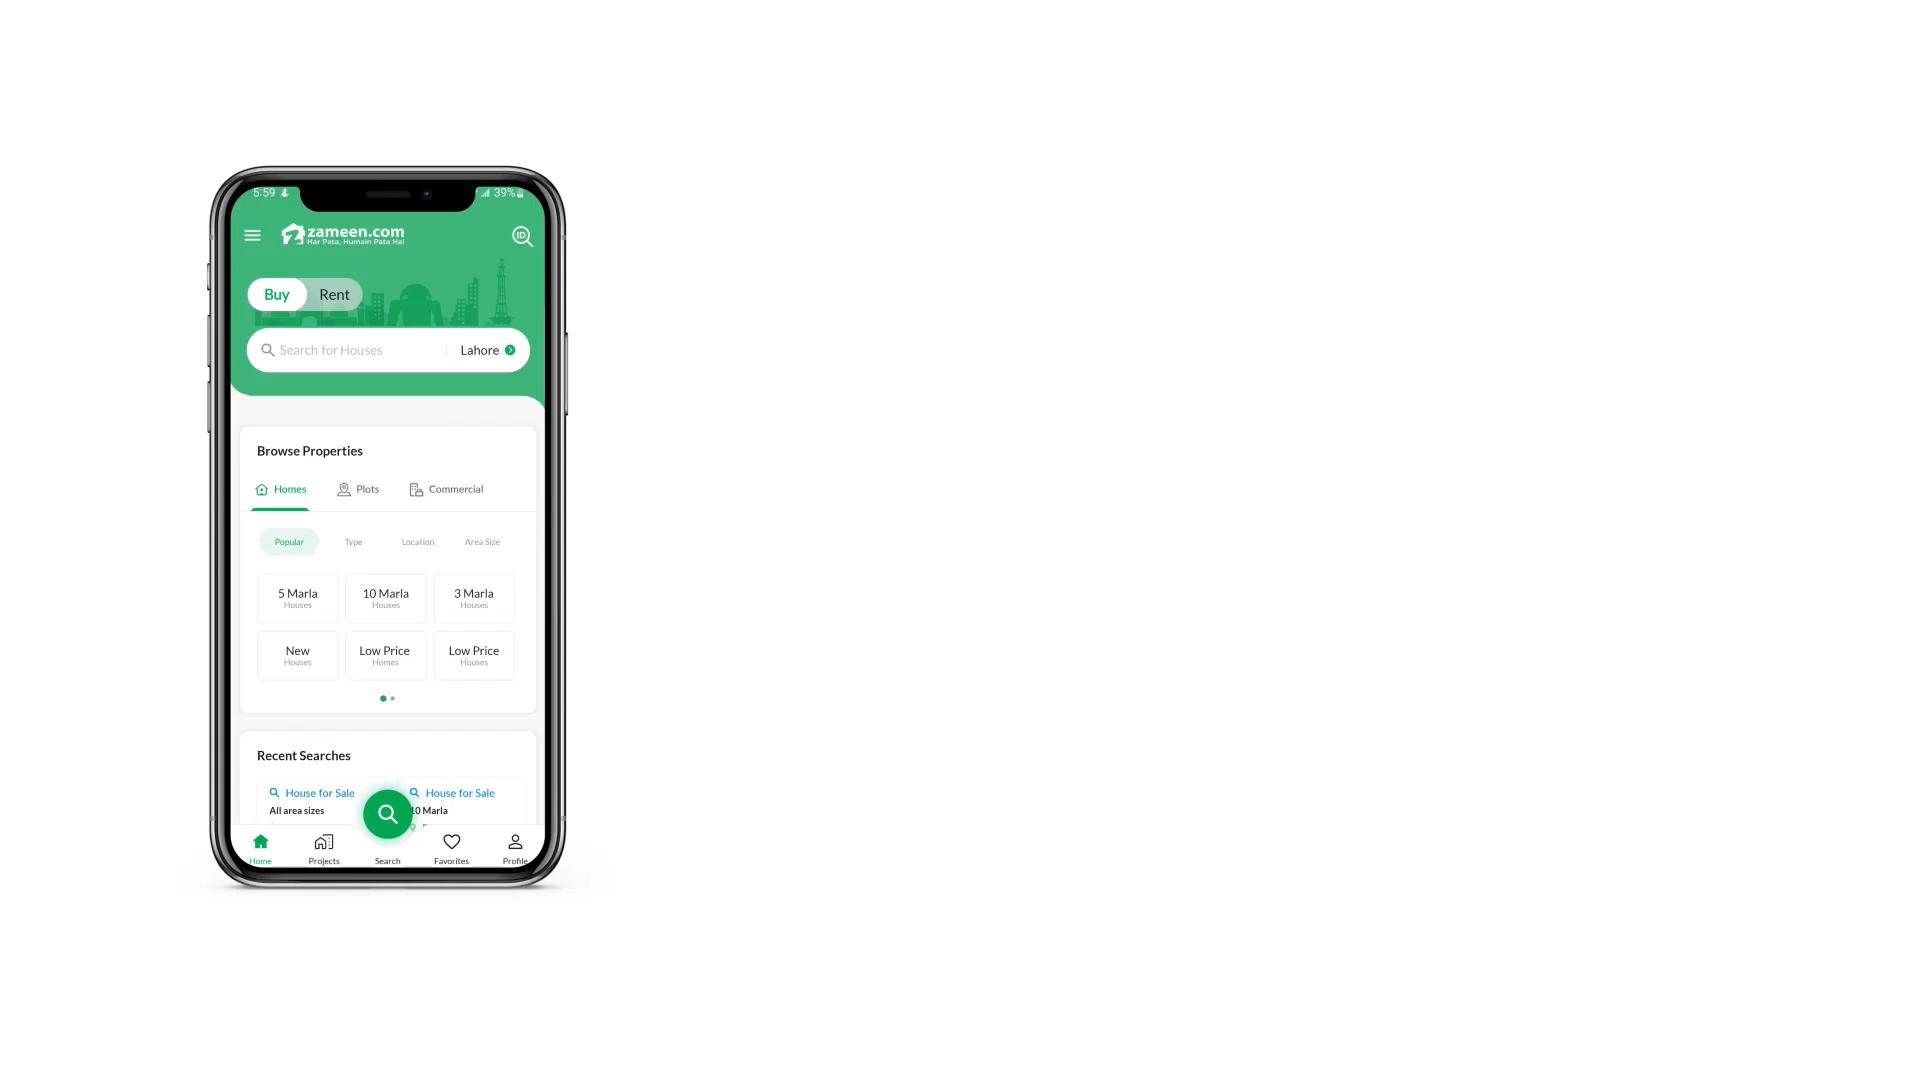 5:59
39%
zameen.com
Har Pata, Humain Pata Hai
ID
Buy Rent
Search for Houses Lahore
Browse Properties
Homes Plots Commercial
Popular Type Location Area Size
5 Marla 10 Marla 3 Marla
Houses Houses Houses
New Low Price Low Price
Houses Homes Houses
Recent Searches
House for Sale House for Sale
All area sizes 10 Marla
Home Projects Search Favorites Profile